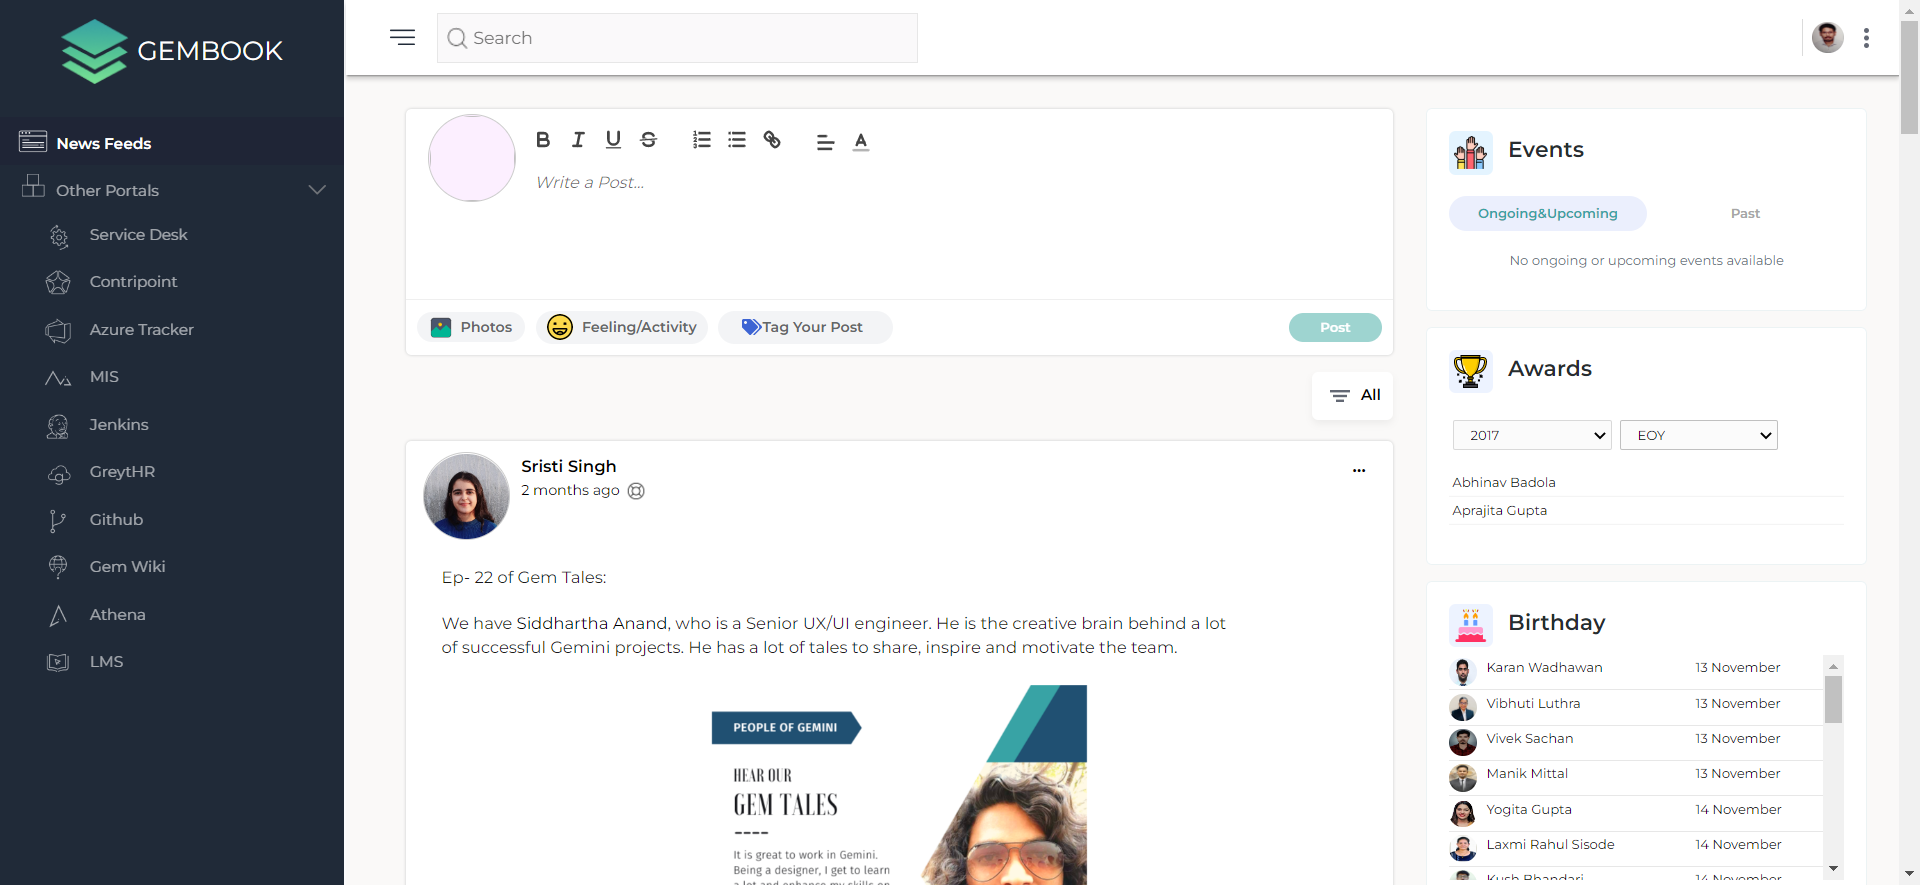 GEMBOOK
Search
News Feeds
Other Portals
Service Desk
Contripoint
Azure Tracker
MIS
Jenkins
GreytHR
Github
Gem Wiki
Athena
LMS
B I U S A
Write a Post...
Photos Feeling/Activity Tag Your Post Post
All
Sristi Singh
2 months ago
Ep- 22 of Gem Tales:
We have Siddhartha Anand, who is a Senior UX/UI engineer. He is the creative brain behind a lot
of successful Gemini projects. He has a lot of tales to share, inspire and motivate the team.
PEOPLE OF GEMINI
HEAR OUR
GEM TALES
It is great to work in Gemini.
Being a designer, I get to learn
a lot and enhance my skills on
Events
Ongoing&Upcoming Past
No ongoing or upcoming events available
Awards
2017 EOY
Abhinav Badola
Aprajita Gupta
Birthday
Karan Wadhawan 13 November
Vibhuti Luthra 13 November
Vivek Sachan 13 November
Manik Mittal 13 November
Yogita Gupta 14 November
Laxmi Rahul Sisode 14 November
Kush Bhandari 14 November